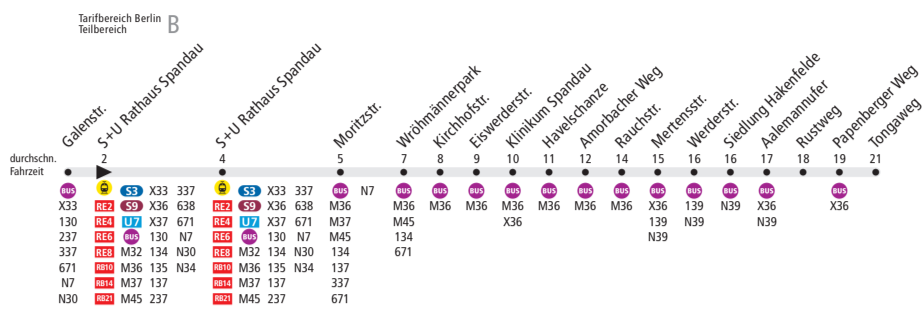 Tarifbereich Berlin B
Teilbereich
Galenstr.
S+U Rathaus Spandau
S+U Rathaus Spandau
Moritzstr.
Wröhmännerpark
Kirchhofstr.
Eiswerderstr.
Klinikum Spandau
Havelschanze
Amorbacher Weg
Rauchstr.
Mertensstr.
Werderstr.
Siedlung Hakenfelde
Aalemannufer
Rustweg
Papenberger Weg
Tongaweg
durchschn. 2 4 5 7 8 9 10 11 12 14 15 16 16 17 18 19 21
Fahrzeit
BUS S3 X33 337 S3 X33 337 BUS N7 BUS BUS BUS BUS BUS BUS BUS BUS BUS BUS BUS BUS
X33 RE2 S9 X36 638 RE2 S9 X36 638 M36 M36 M36 M36 M36 M36 M36 M36 X36 139 N39 X36 X36
130 RE4 U7 X37 671 RE4 U7 X37 671 M37 M45 X36 139 N39 N39
237 RE6 BUS 130 N7 RE6 BUS 130 N7 M45 134 N39
337 RE8 M32 134 N30 RE8 M32 134 N30 134 671
671 RB10 M36 135 N34 RB10 M36 135 N34 137
N7 RB14 M37 137 RB14 M37 137 337
N30 RB21 M45 237 RB21 M45 237 671